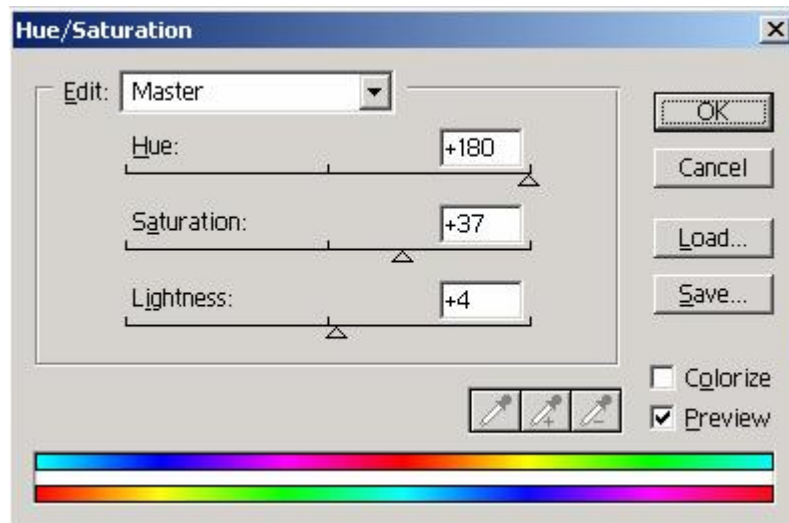 Hue/Saturation
Edit: Master
Hue: +180
Saturation: +37
Lightness: +4
OK
Cancel
Load...
Save...
Colorize
Preview